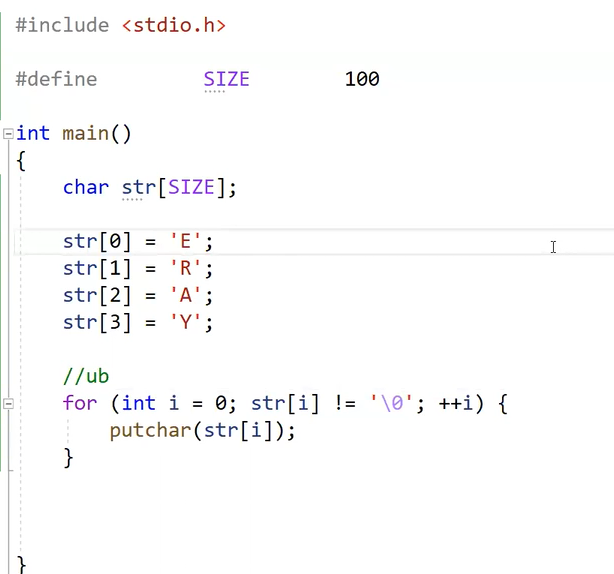 #include <stdio.h>
#define SIZE 100
int main()
{
char str[SIZE];
str[0] = 'E';
str[1] = 'R';
str[2] = 'A';
str[3] = 'Y';
//ub
for (int i = 0; str[i] != '\0'; ++i) {
putchar(str[i]);
}
}